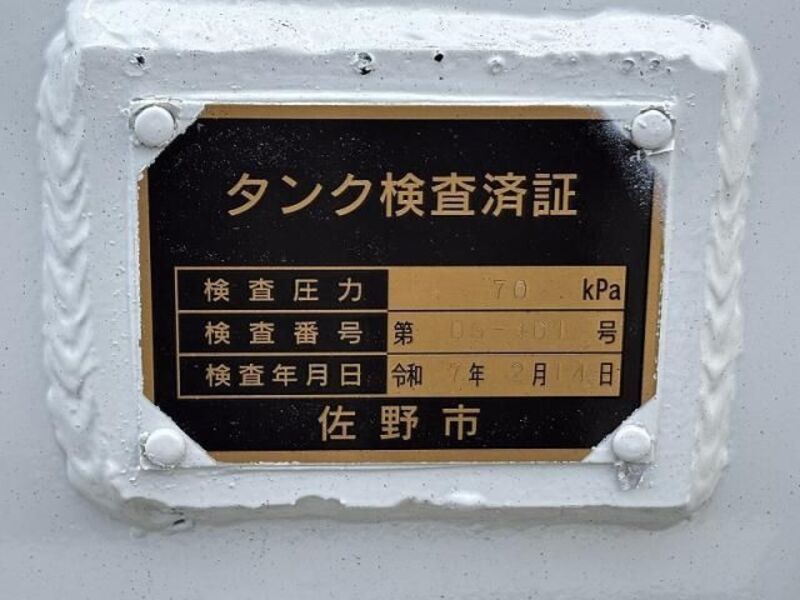 タンク検査済証
検査圧力 70 kPa
検査番号 第 号
検査年月日 令和 7年 2月 14日
佐野市